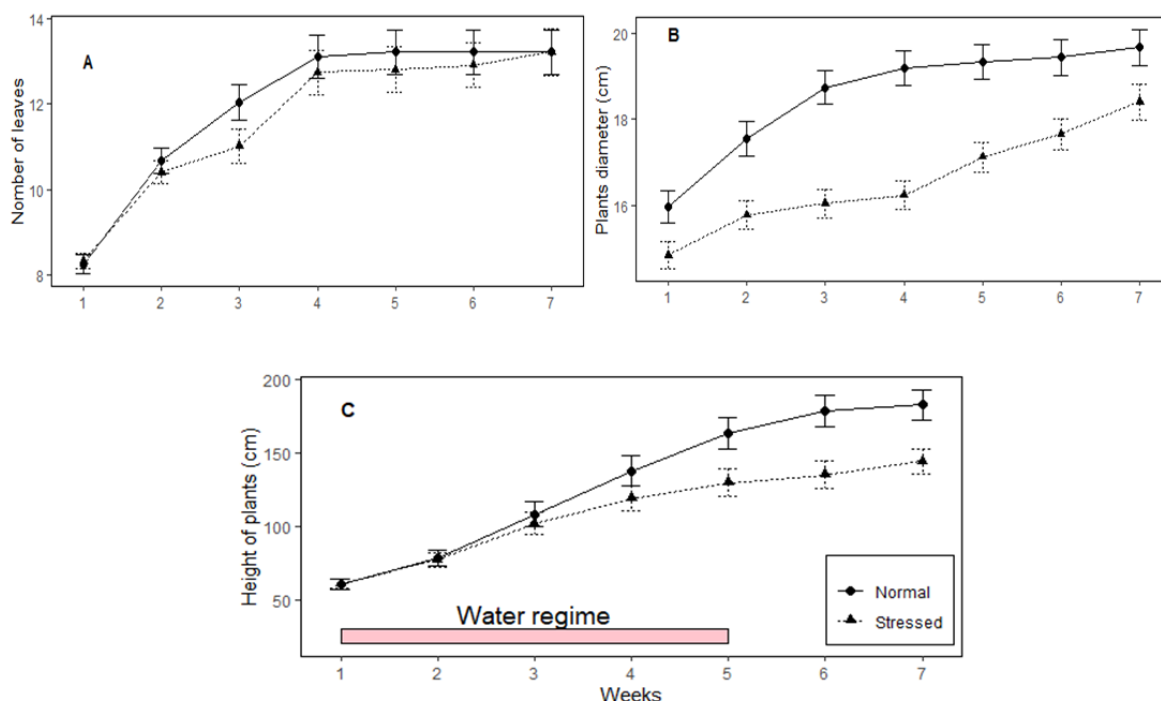 A
Nomber of leaves
14
12
10
8
1 2 3 4 5 6 7
B
Plants diameter (cm)
20
18
16
1 2 3 4 5 6 7
C
Height of plants (cm)
200
150
100
50
Normal
Stressed
Water regime
1 2 3 4 5 6 7
Weeks